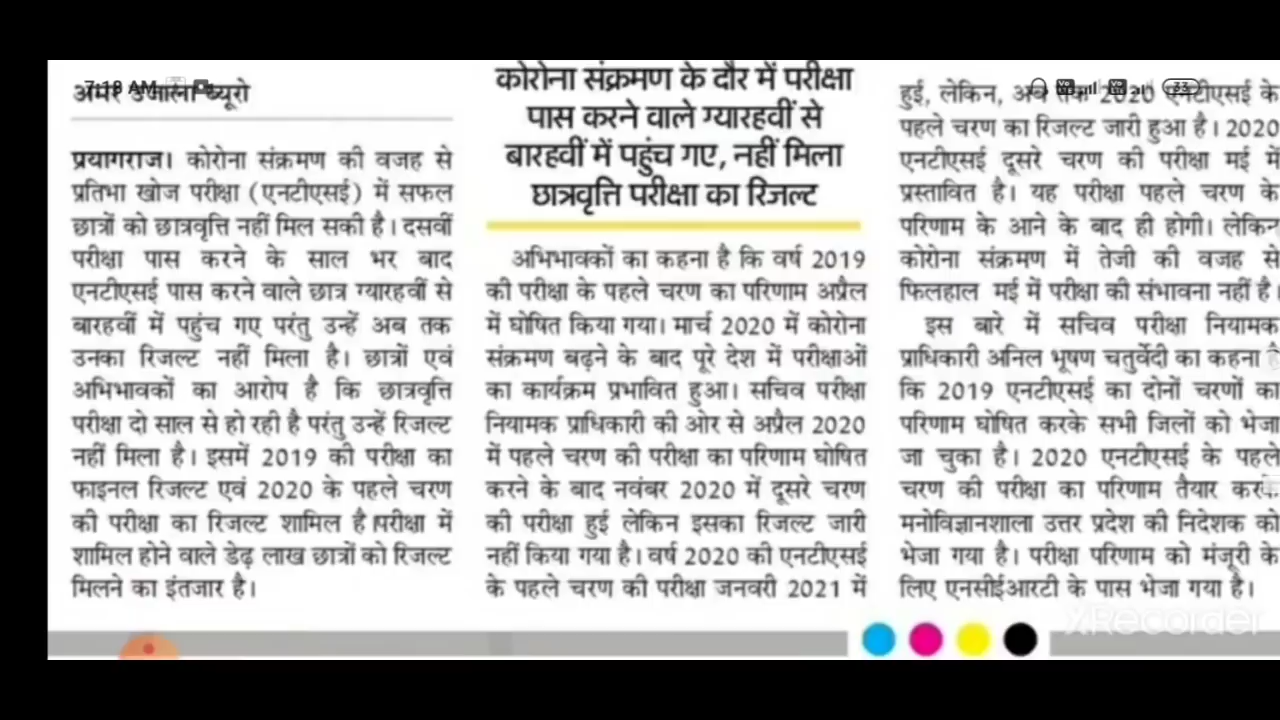 7:18 AM
33
अमर उजाला ब्यूरो
प्रयागराज। कोरोना संक्रमण की वजह से
प्रतिभा खोज परीक्षा (एनटीएसई) में सफल
छात्रों को छात्रवृत्ति नहीं मिल सकी है। दसवीं
परीक्षा पास करने के साल भर बाद
एनटीएसई पास करने वाले छात्र ग्यारहवीं से
बारहवीं में पहुंच गए परंतु उन्हें अब तक
उनका रिजल्ट नहीं मिला है। छात्रों एवं
अभिभावकों का आरोप है कि छात्रवृत्ति
परीक्षा दो साल से हो रही है परंतु उन्हें रिजल्ट
नहीं मिला है। इसमें 2019 की परीक्षा का
फाइनल रिजल्ट एवं 2020 के पहले चरण
की परीक्षा का रिजल्ट शामिल है।परीक्षा में
शामिल होने वाले डेढ़ लाख छात्रों को रिजल्ट
मिलने का इंतजार है।
कोरोना संक्रमण के दौर में परीक्षा
पास करने वाले ग्यारहवीं से
बारहवीं में पहुंच गए, नहीं मिला
छात्रवृत्ति परीक्षा का रिजल्ट
अभिभावकों का कहना है कि वर्ष 2019
की परीक्षा के पहले चरण का परिणाम अप्रैल
में घोषित किया गया। मार्च 2020 में कोरोना
संक्रमण बढ़ने के बाद पूरे देश में परीक्षाओं
का कार्यक्रम प्रभावित हुआ। सचिव परीक्षा
नियामक प्राधिकारी की ओर से अप्रैल 2020
में पहले चरण की परीक्षा का परिणाम घोषित
करने के बाद नवंबर 2020 में दूसरे चरण
की परीक्षा हुई लेकिन इसका रिजल्ट जारी
नहीं किया गया है। वर्ष 2020 की एनटीएसई
के पहले चरण की परीक्षा जनवरी 2021 में
हुई, लेकिन, अब तक 2020 एनटीएसई के
पहले चरण का रिजल्ट जारी हुआ है। 2020
एनटीएसई दूसरे चरण की परीक्षा मई में
प्रस्तावित है। यह परीक्षा पहले चरण के
परिणाम के आने के बाद ही होगी। लेकिन
कोरोना संक्रमण में तेजी की वजह से
फिलहाल मई में परीक्षा की संभावना नहीं है।
इस बारे में सचिव परीक्षा नियामक
प्राधिकारी अनिल भूषण चतुर्वेदी का कहना है
कि 2019 एनटीएसई का दोनों चरणों का
परिणाम घोषित करके सभी जिलों को भेजा
जा चुका है। 2020 एनटीएसई के पहले
चरण की परीक्षा का परिणाम तैयार करके
मनोविज्ञानशाला उत्तर प्रदेश की निदेशक को
भेजा गया है। परीक्षा परिणाम को मंजूरी के
लिए एनसीईआरटी के पास भेजा गया है।
XRecorder